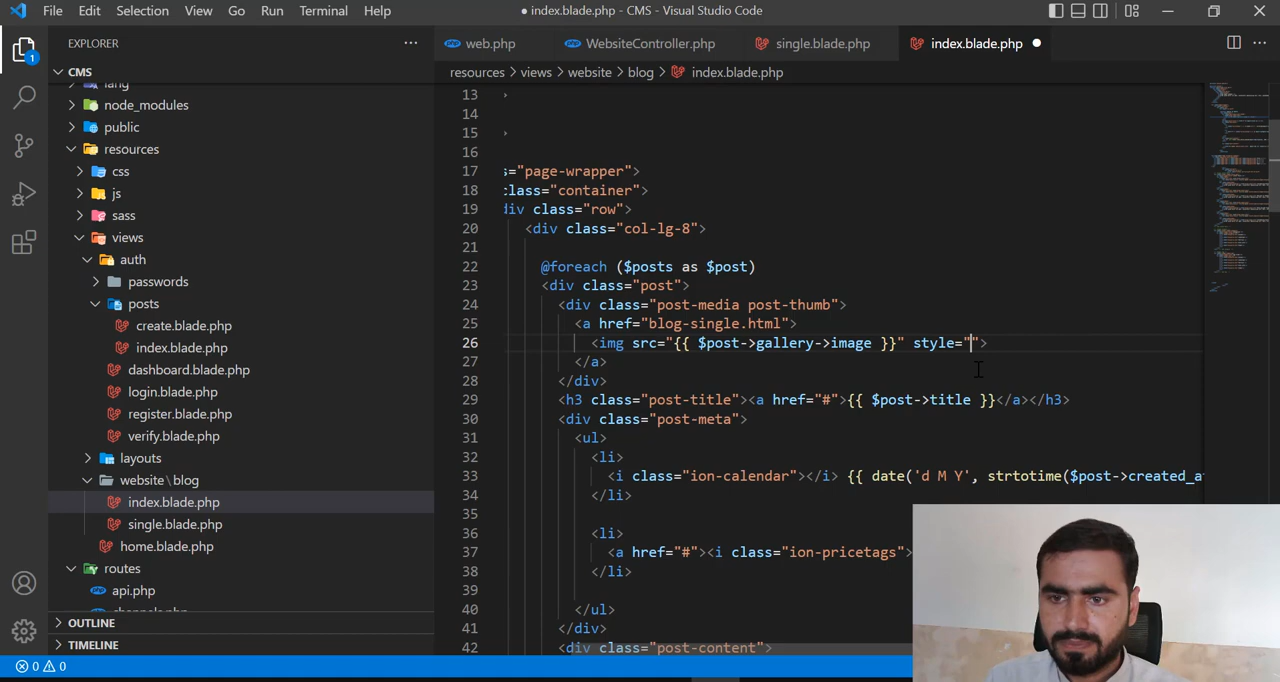 File Edit Selection View Go Run Terminal Help
● index.blade.php - CMS - Visual Studio Code
EXPLORER
web.php WebsiteController.php single.blade.php index.blade.php
CMS
resources > views > website > blog > index.blade.php
lang
node_modules
public
resources
css
js
sass
views
auth
passwords
posts
create.blade.php
index.blade.php
dashboard.blade.php
login.blade.php
register.blade.php
verify.blade.php
layouts
website\blog
index.blade.php
single.blade.php
home.blade.php
routes
api.php
channels.php
OUTLINE
TIMELINE
1
13 >
14
15 >
16
17 s="page-wrapper">
18 class="container">
19 div class="row">
20 <div class="col-lg-8">
21
22 @foreach ($posts as $post)
23 <div class="post">
24 <div class="post-media post-thumb">
25 <a href="blog-single.html">
26 <img src="{{ $post->gallery->image }}" style="">
27 </a>
28 </div>
29 <h3 class="post-title"><a href="#">{{ $post->title }}</a></h3>
30 <div class="post-meta">
31 <ul>
32 <li>
33 <i class="ion-calendar"></i> {{ date('d M Y', strtotime($post->created_a
34 </li>
35
36 <li>
37 <a href="#"><i class="ion-pricetags">
38 </li>
39
40 </ul>
41 </div>
42 <div class="post-content">
0 0